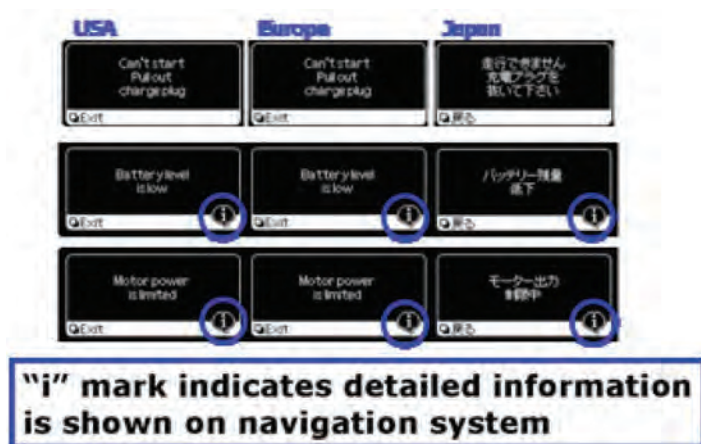 USA Europe Japan
Can't start
Pull out
charge plug
Exit
Can't start
Pull out
charge plug
Exit
走行できません
充電プラグを
抜いて下さい
戻る
Battery level
is low
Exit
i
Battery level
is low
Exit
i
バッテリー残量
低下
戻る
i
Motor power
is limited
Exit
i
Motor power
is limited
Exit
i
モーター出力
制限中
戻る
i
"i" mark indicates detailed information
is shown on navigation system